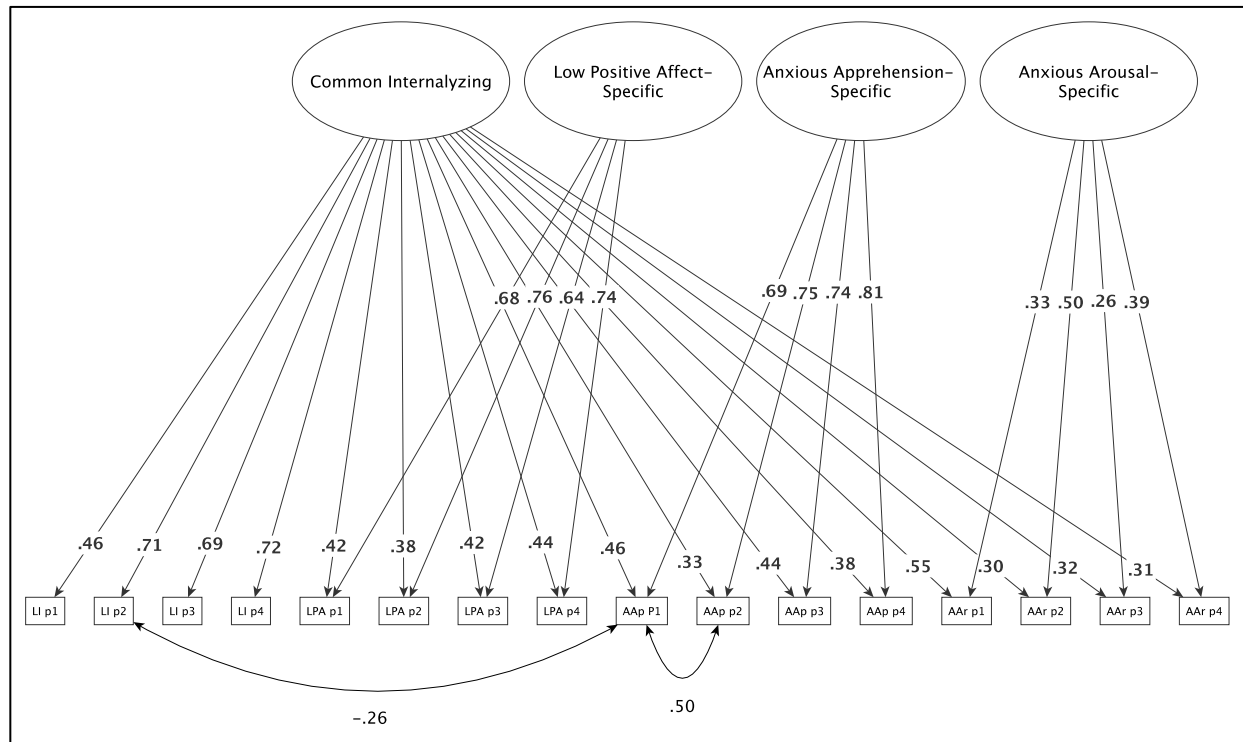 Common Internalyzing
Low Positive Affect-
Specific
Anxious Apprehension-
Specific
Anxious Arousal-
Specific
.68 .76 .64 .74 .69 .75 .74 .81 .33 .50 .26 .39
.46 .71 .69 .72 .42 .38 .42 .44 .46 .33 .44 .38 .55 .30 .32 .31
LI p1 LI p2 LI p3 LI p4 LPA p1 LPA p2 LPA p3 LPA p4 AAp P1 AAp p2 AAp p3 AAp p4 AAr p1 AAr p2 AAr p3 AAr p4
-.26 .50